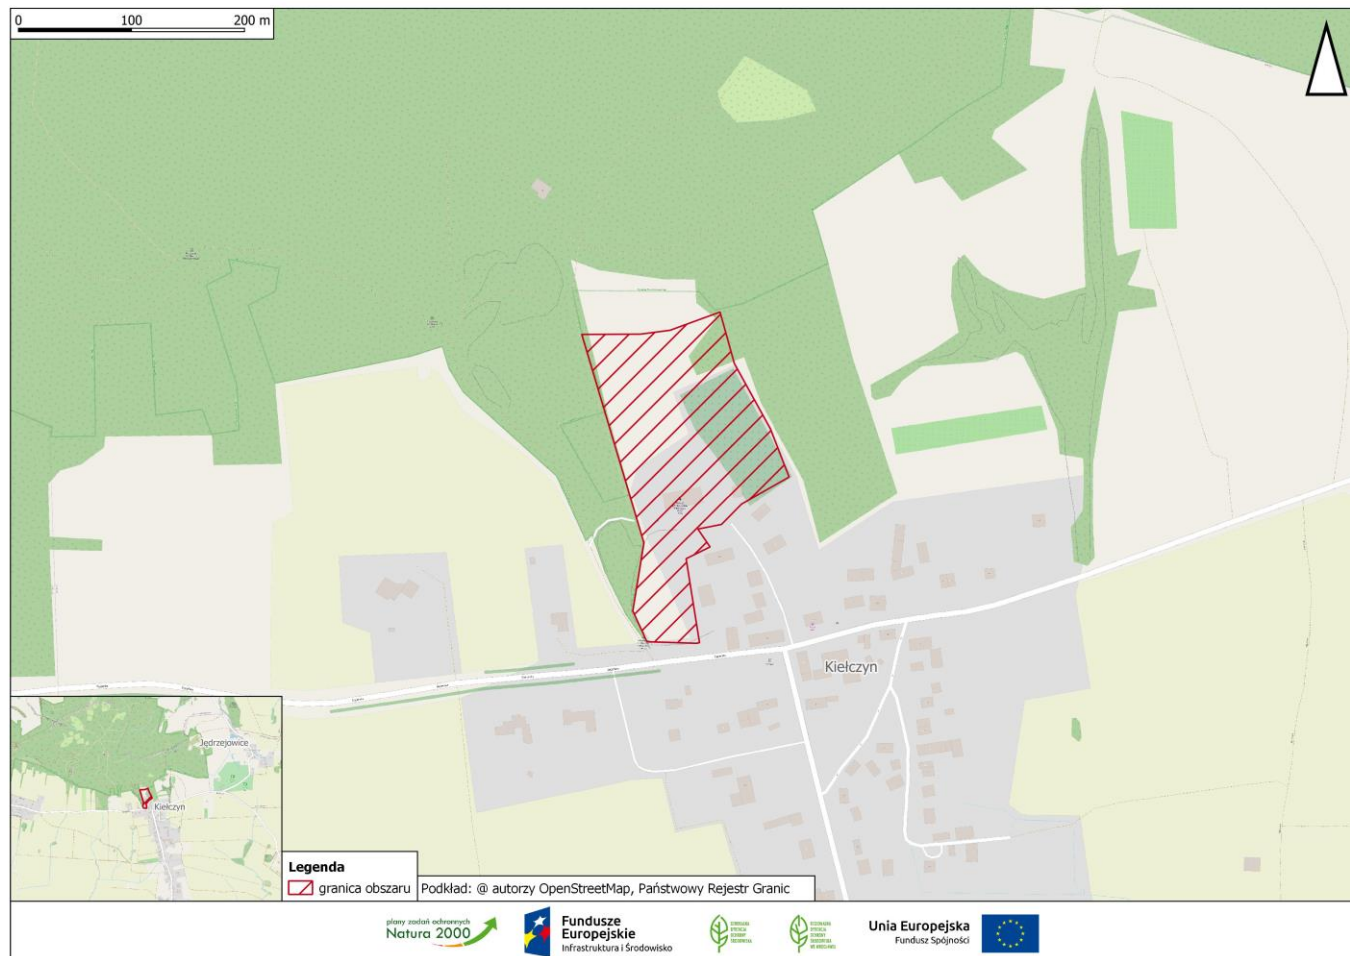 0 100 200 m
Kiełczyn
Jędrzejowice
Kiełczyn
Legenda
granica obszaru
Podkład: @ autorzy OpenStreetMap, Państwowy Rejestr Granic
plany zadań ochronnych
Natura 2000
Fundusze
Europejskie
Infrastruktura i Środowisko
Unia Europejska
Fundusz Spójności